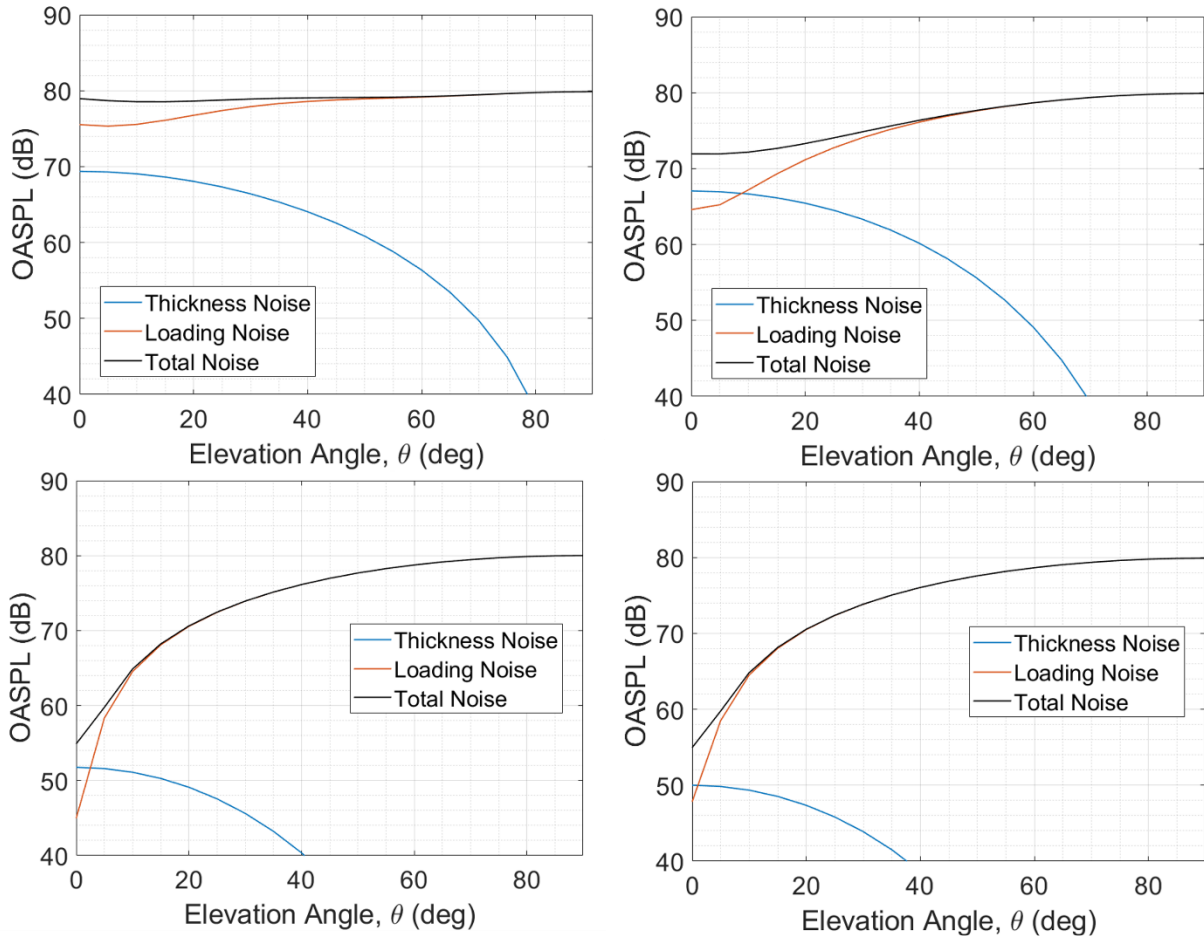 90
80
70
60
50
40
OASPL (dB)
Thickness Noise
Loading Noise
Total Noise
0 20 40 60 80
Elevation Angle, θ (deg)
90
80
70
60
50
40
OASPL (dB)
Thickness Noise
Loading Noise
Total Noise
0 20 40 60 80
Elevation Angle, θ (deg)
90
80
70
60
50
40
OASPL (dB)
Thickness Noise
Loading Noise
Total Noise
0 20 40 60 80
Elevation Angle, θ (deg)
90
80
70
60
50
40
OASPL (dB)
Thickness Noise
Loading Noise
Total Noise
0 20 40 60 80
Elevation Angle, θ (deg)